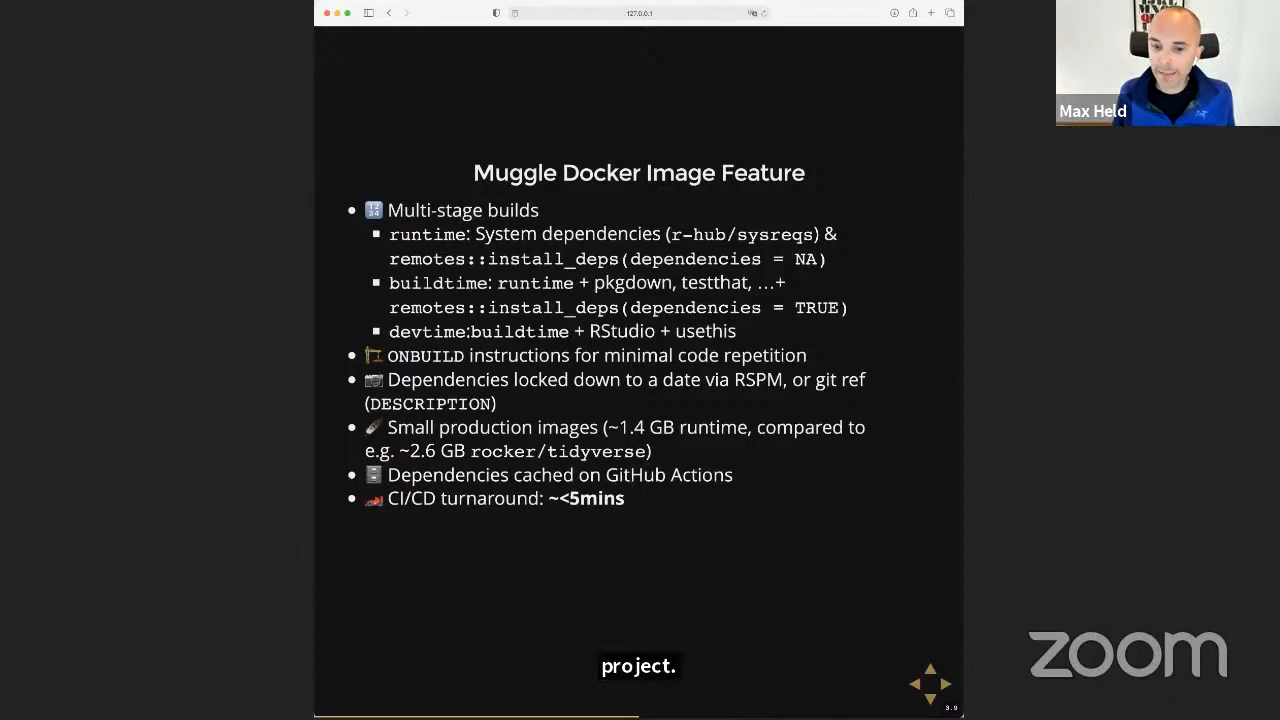 127.0.0.1
Max Held
Muggle Docker Image Feature
Multi-stage builds
runtime: System dependencies (r-hub/sysreqs) &
remotes::install_deps(dependencies = NA)
buildtime: runtime + pkgdown, testthat, …+
remotes::install_deps(dependencies = TRUE)
devtime:buildtime + RStudio + usethis
ONBUILD instructions for minimal code repetition
Dependencies locked down to a date via RSPM, or git ref
(DESCRIPTION)
Small production images (~1.4 GB runtime, compared to
e.g. ~2.6 GB rocker/tidyverse)
Dependencies cached on GitHub Actions
CI/CD turnaround: ~<5mins
project.
zoom
3.9